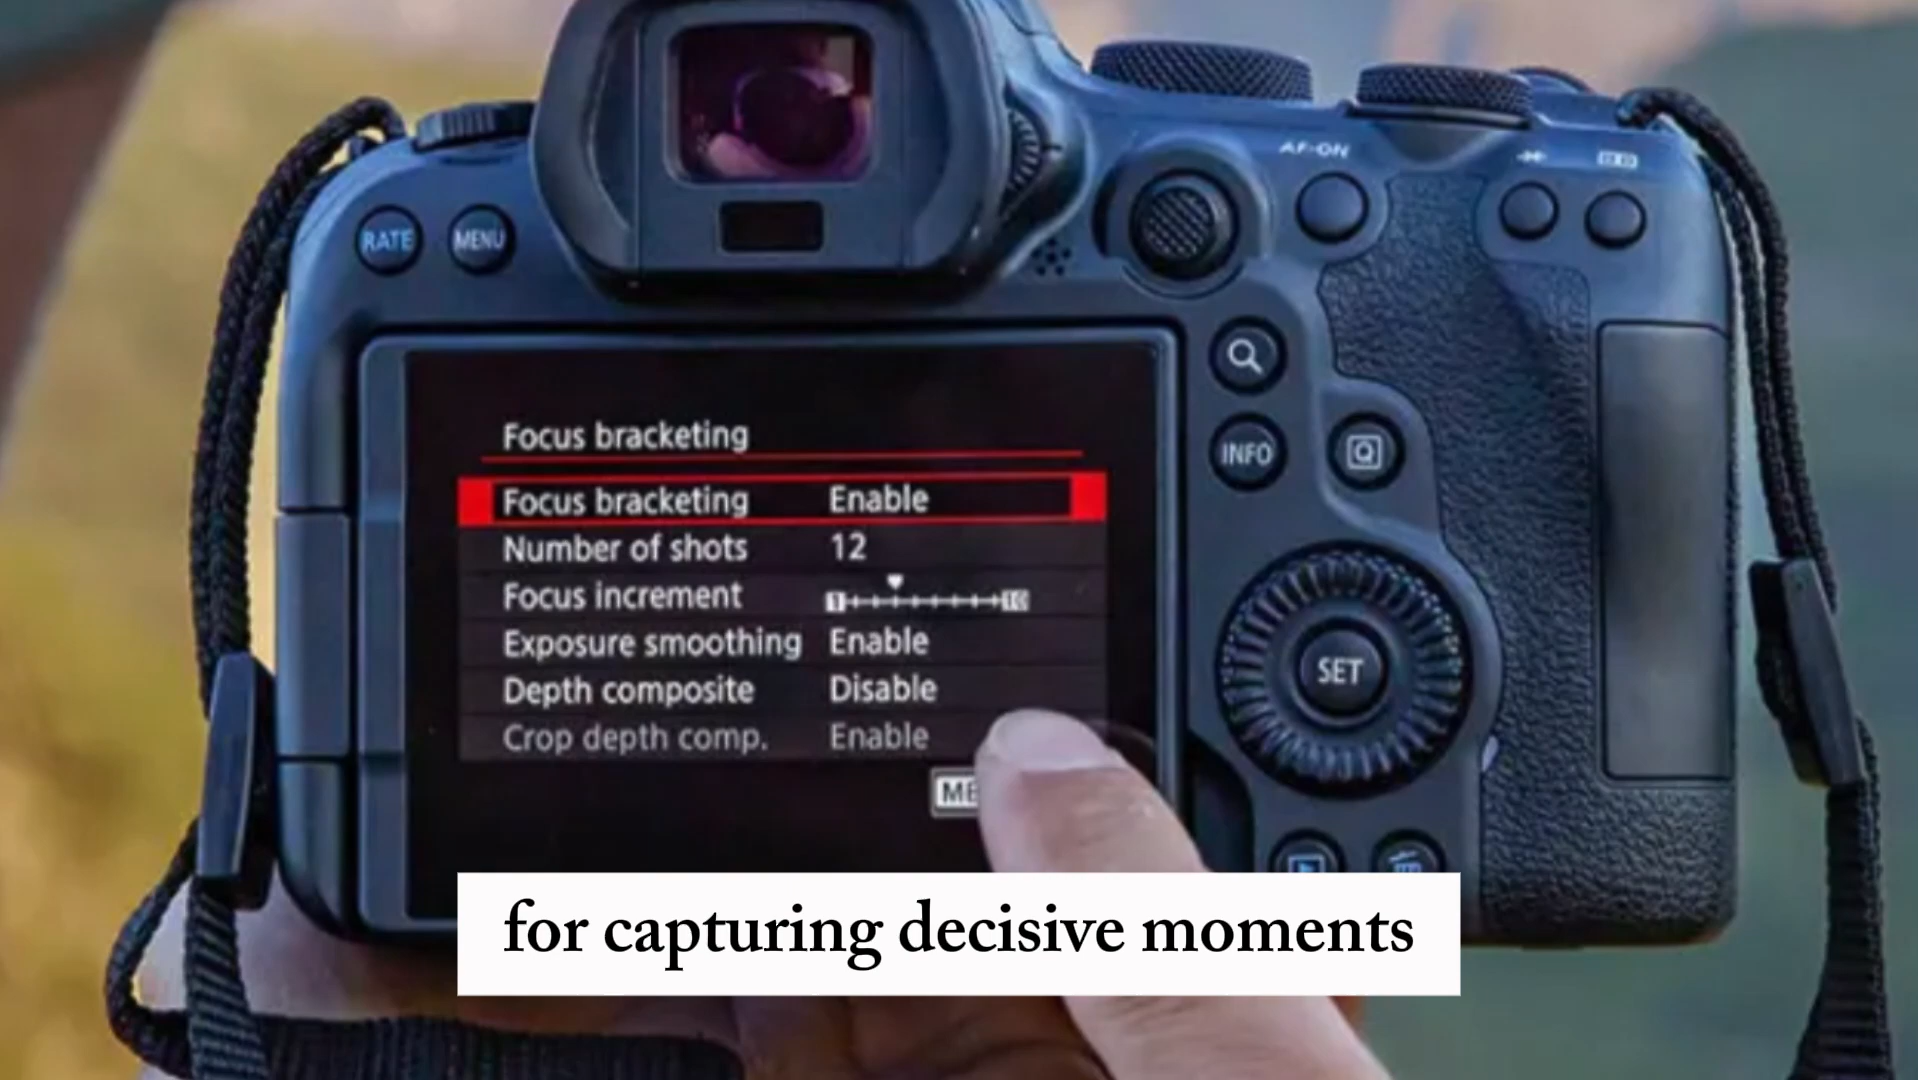 AF-ON
RATE
MENU
Focus bracketing
Focus bracketing Enable
Number of shots 12
Focus increment
Exposure smoothing Enable
Depth composite Disable
Crop depth comp. Enable
INFO
Q
SET
for capturing decisive moments